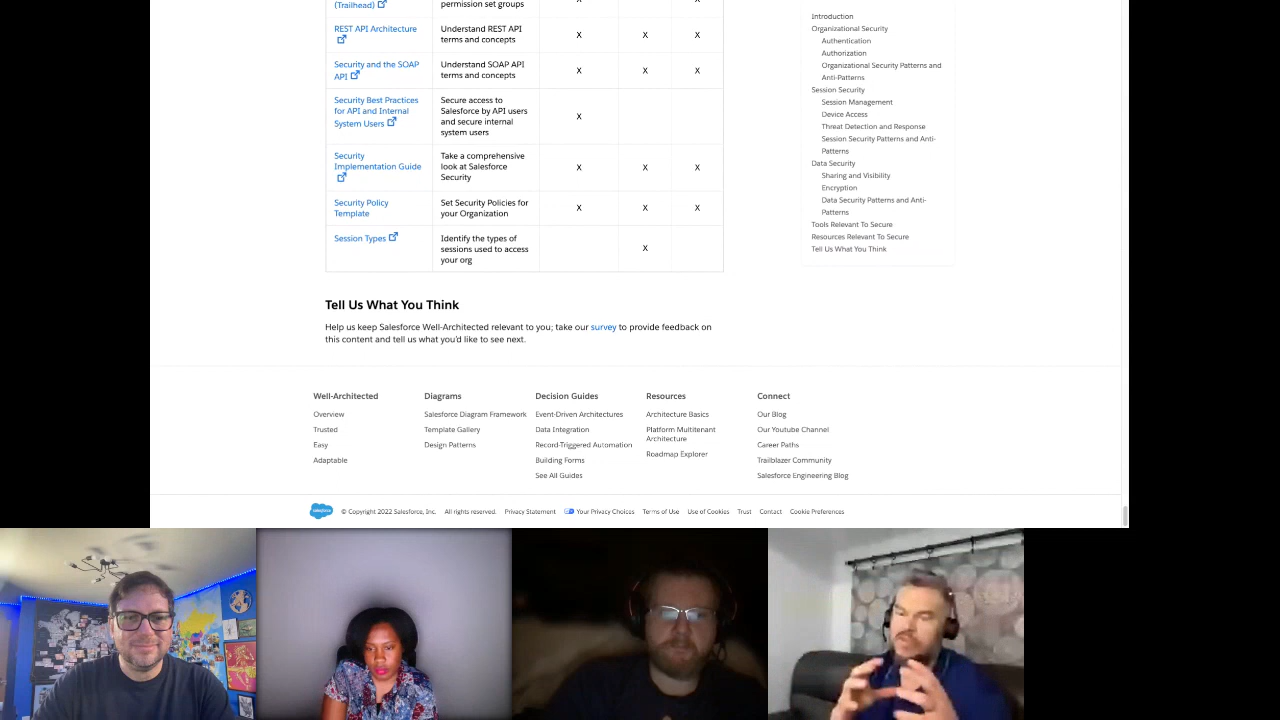 (Trailhead)
permission set groups
X
X
REST API Architecture
Understand REST API
terms and concepts
X
X
X
Security and the SOAP
API
Understand SOAP API
terms and concepts
X
X
X
Security Best Practices
for API and Internal
System Users
Secure access to
Salesforce by API users
and secure internal
system users
X
Security
Implementation Guide
Take a comprehensive
look at Salesforce
Security
X
X
X
Security Policy
Template
Set Security Policies for
your Organization
X
X
X
Session Types
Identify the types of
sessions used to access
your org
X
Tell Us What You Think
Help us keep Salesforce Well-Architected relevant to you; take our survey to provide feedback on
this content and tell us what you'd like to see next.
Introduction
Organizational Security
Authentication
Authorization
Organizational Security Patterns and
Anti-Patterns
Session Security
Session Management
Device Access
Threat Detection and Response
Session Security Patterns and Anti-
Patterns
Data Security
Sharing and Visibility
Encryption
Data Security Patterns and Anti-
Patterns
Tools Relevant To Secure
Resources Relevant To Secure
Tell Us What You Think
Well-Architected
Overview
Trusted
Easy
Adaptable
Diagrams
Salesforce Diagram Framework
Template Gallery
Design Patterns
Decision Guides
Event-Driven Architectures
Data Integration
Record-Triggered Automation
Building Forms
See All Guides
Resources
Architecture Basics
Platform Multitenant
Architecture
Roadmap Explorer
Connect
Our Blog
Our Youtube Channel
Career Paths
Trailblazer Community
Salesforce Engineering Blog
salesforce
© Copyright 2022 Salesforce, Inc. All rights reserved. Privacy Statement Your Privacy Choices Terms of Use Use of Cookies Trust Contact Cookie Preferences